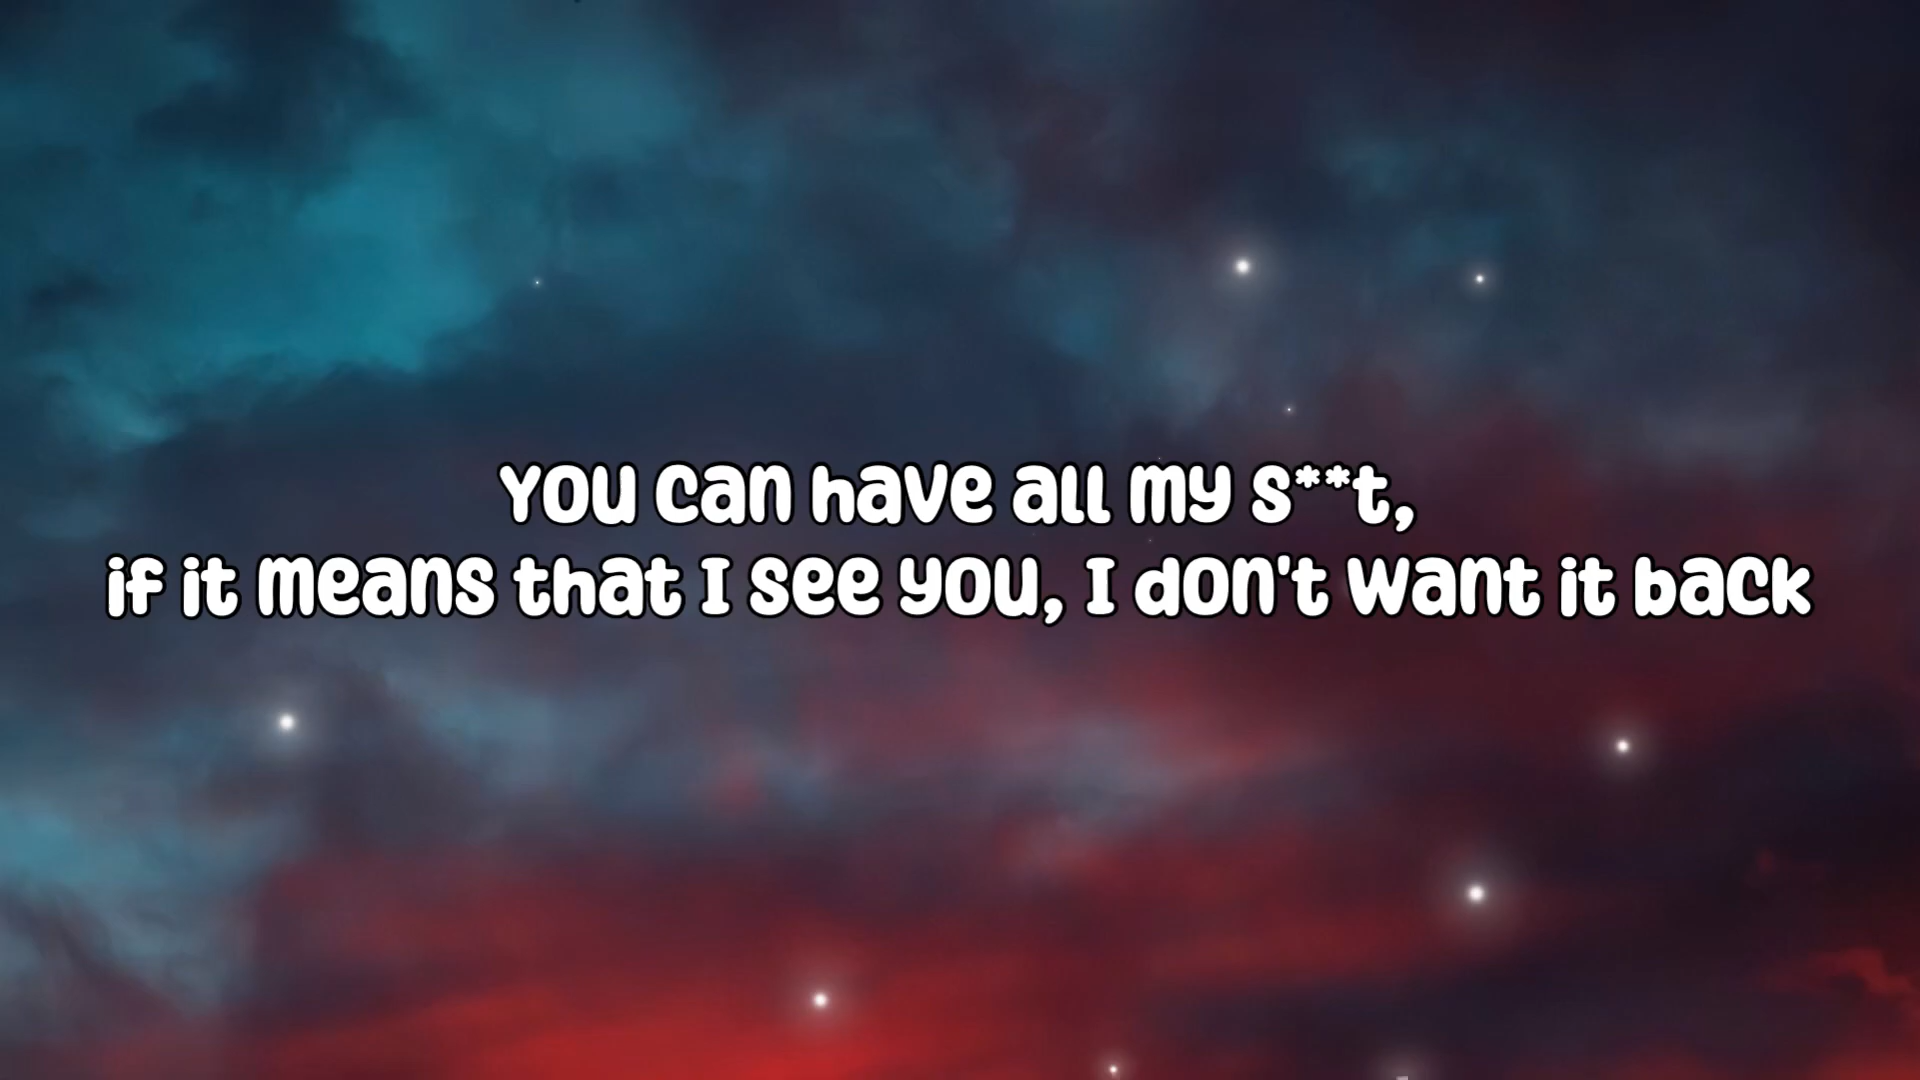 You can have all my s**t,
if it means that I see you, I don't want it back